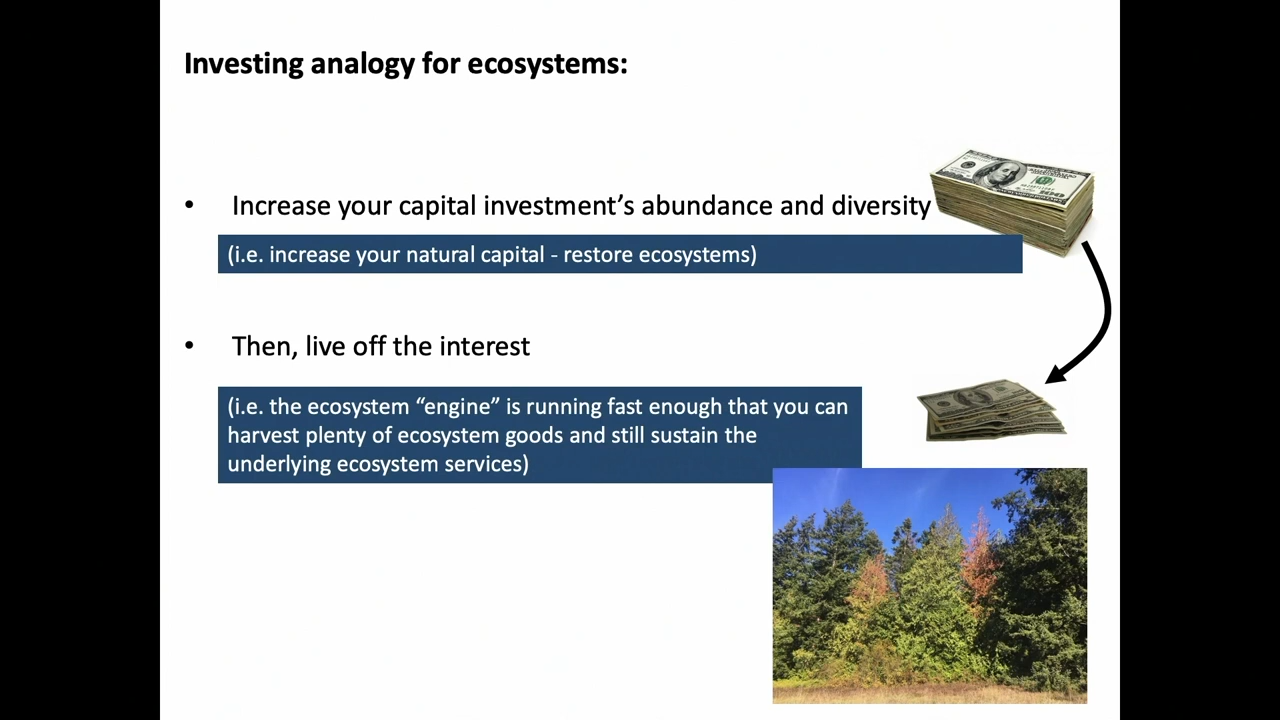 Investing analogy for ecosystems:
• Increase your capital investment’s abundance and diversity
(i.e. increase your natural capital - restore ecosystems)
• Then, live off the interest
(i.e. the ecosystem “engine” is running fast enough that you can
harvest plenty of ecosystem goods and still sustain the
underlying ecosystem services)
100